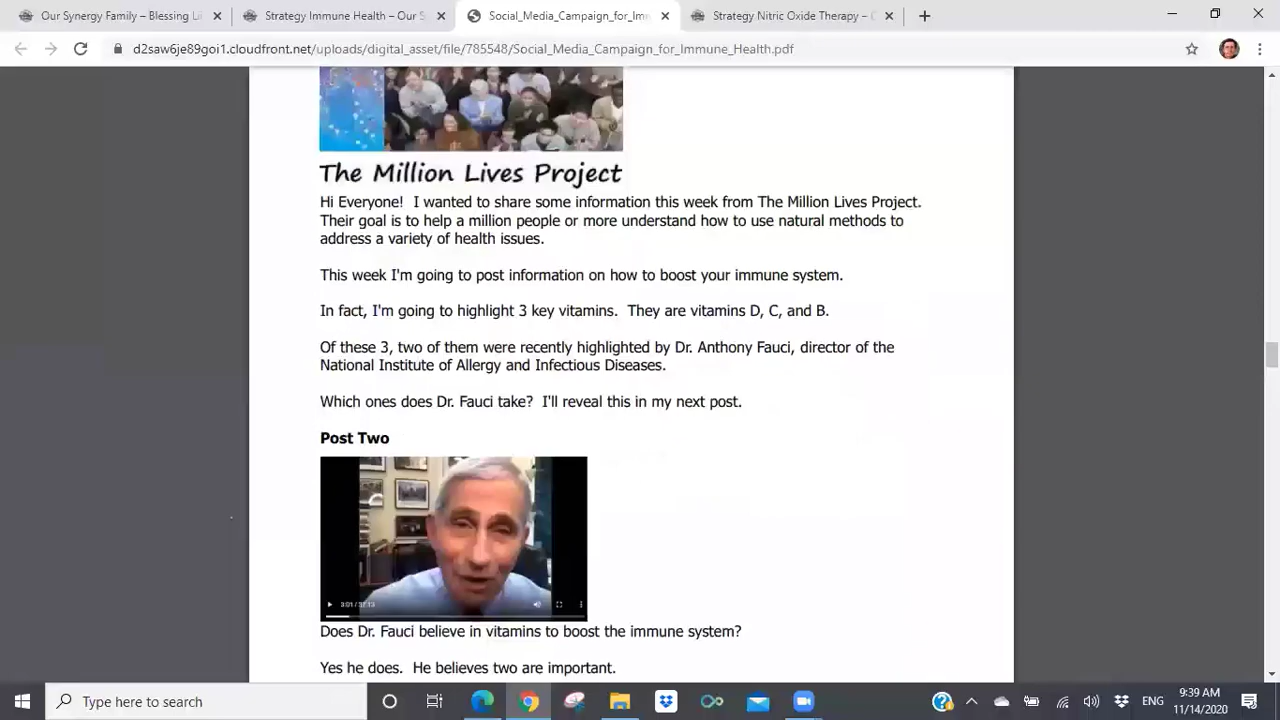 Our Synergy Family – Blessing Li
Strategy Immune Health – Our S
Social_Media_Campaign_for_Imm
Strategy Nitric Oxide Therapy – C
d2saw6je89goi1.cloudfront.net/uploads/digital_asset/file/785548/Social_Media_Campaign_for_Immune_Health.pdf
The Million Lives Project
Hi Everyone! I wanted to share some information this week from The Million Lives Project.
Their goal is to help a million people or more understand how to use natural methods to
address a variety of health issues.
This week I'm going to post information on how to boost your immune system.
In fact, I'm going to highlight 3 key vitamins. They are vitamins D, C, and B.
Of these 3, two of them were recently highlighted by Dr. Anthony Fauci, director of the
National Institute of Allergy and Infectious Diseases.
Which ones does Dr. Fauci take? I'll reveal this in my next post.
Post Two
Does Dr. Fauci believe in vitamins to boost the immune system?
Yes he does. He believes two are important.
Type here to search
ENG
9:39 AM
11/14/2020